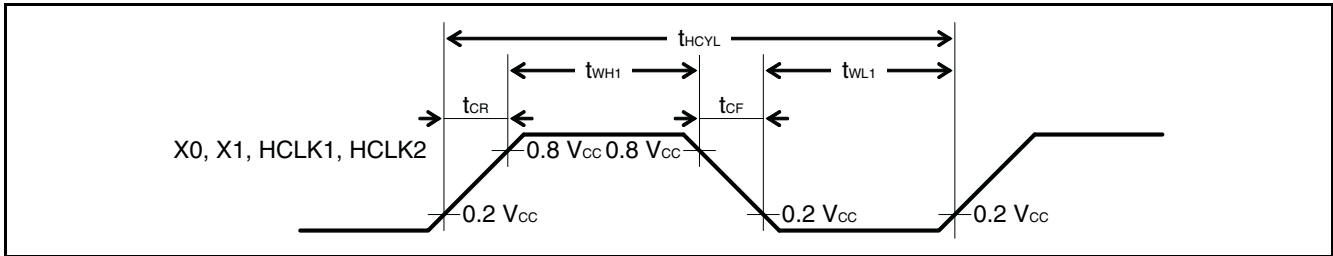 tHCYL
tWH1 tWL1
tCR tCF
X0, X1, HCLK1, HCLK2 0.8 VCC 0.8 VCC
0.2 VCC 0.2 VCC 0.2 VCC